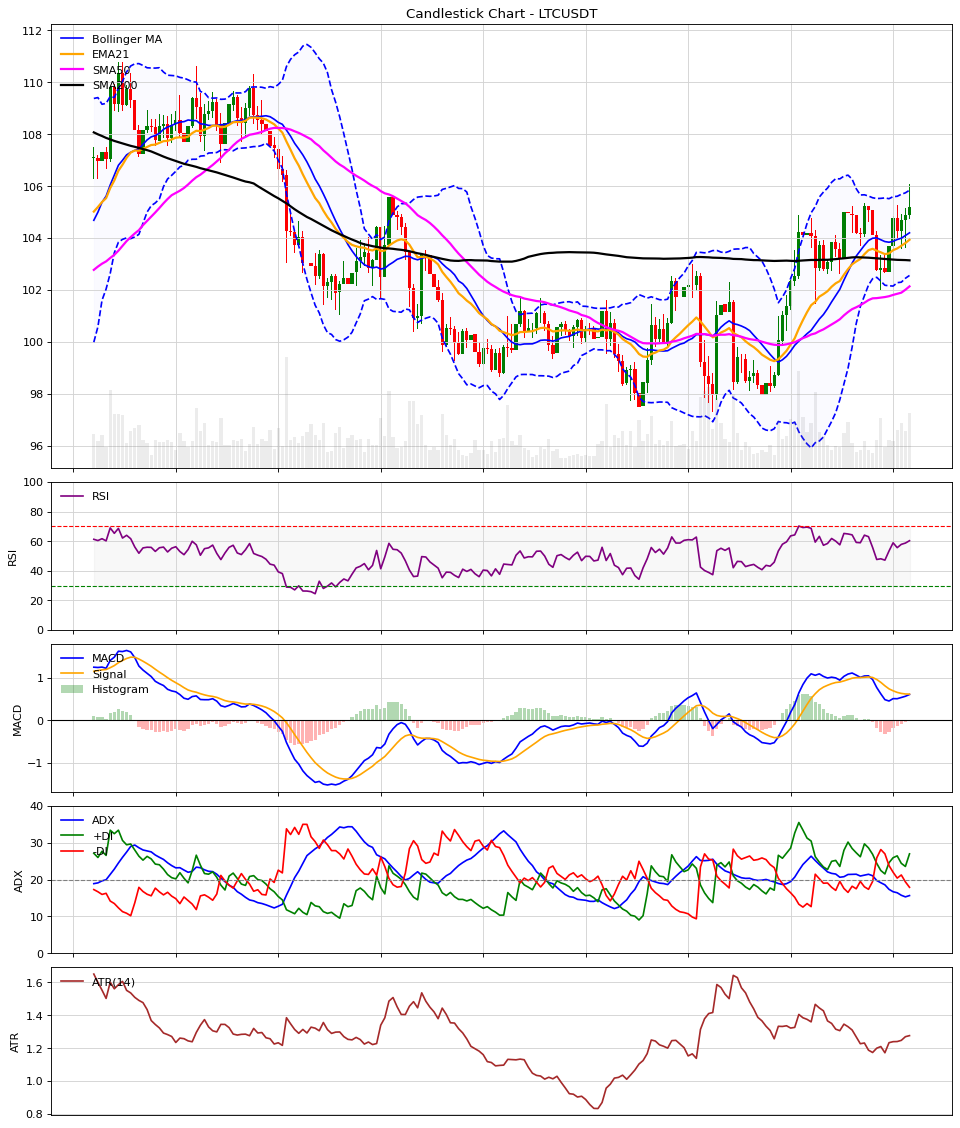 Candlestick Chart - LTCUSDT
112
110
108
106
104
102
100
98
96
Bollinger MA
EMA21
SMA50
SMA200
100
80
60
40
20
0
RSI
RSI
1
0
−1
MACD
MACD
Signal
Histogram
40
30
20
10
0
ADX
ADX
+DI
-DI
1.6
1.4
1.2
1.0
0.8
ATR
ATR(14)